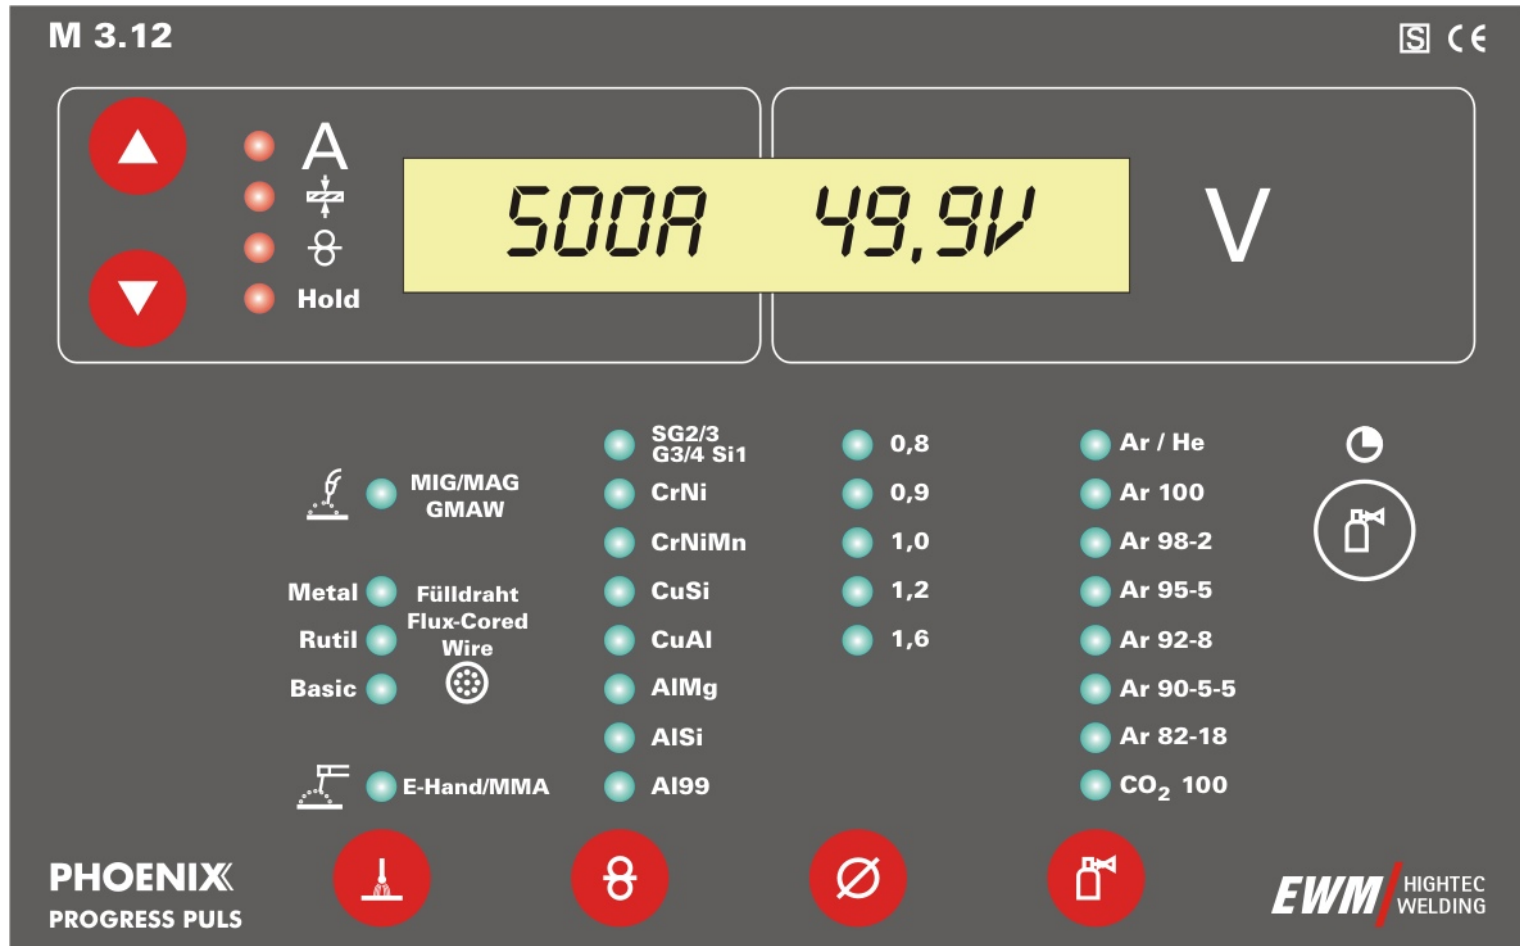 M 3.12
S CE
A
500A 49,9V
V
Hold
SG2/3
G3/4 Si1
0,8
Ar / He
MIG/MAG
GMAW
CrNi
0,9
Ar 100
CrNiMn
1,0
Ar 98-2
Metal
Fülldraht
Flux-Cored
Wire
CuSi
1,2
Ar 95-5
Rutil
CuAl
1,6
Ar 92-8
Basic
AlMg
Ar 90-5-5
AlSi
Ar 82-18
E-Hand/MMA
Al99
CO₂ 100
PHOENIX
PROGRESS PULS
EWM
HIGHTEC
WELDING